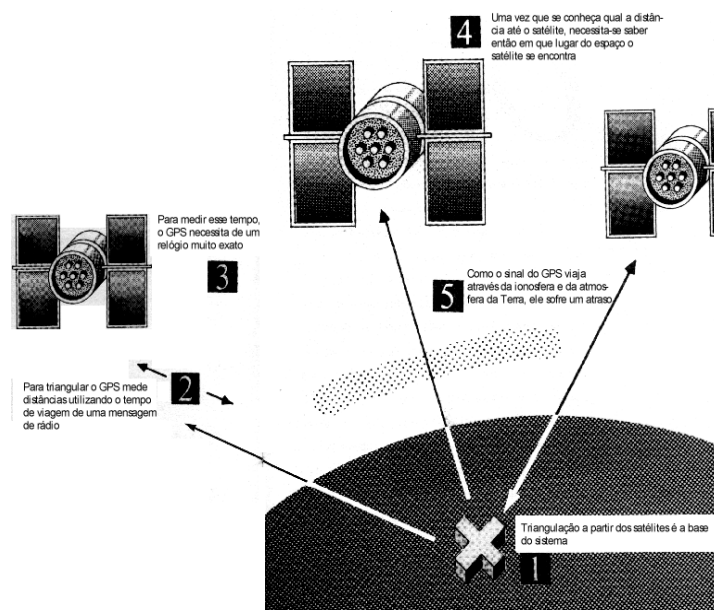 4
Uma vez que se conheça qual a distân-
cia até o satélite, necessita-se saber
então em que lugar do espaço o
satélite se encontra
Para medir esse tempo,
o GPS necessita de um
relógio muito exato
3
5
Como o sinal do GPS viaja
através da ionosfera e da atmos-
fera da Terra, ele sofre um atraso
2
Para triangular o GPS mede
distâncias utilizando o tempo
de viagem de uma mensagem
de rádio
Triangulação a partir dos satélites é a base
do sistema
1